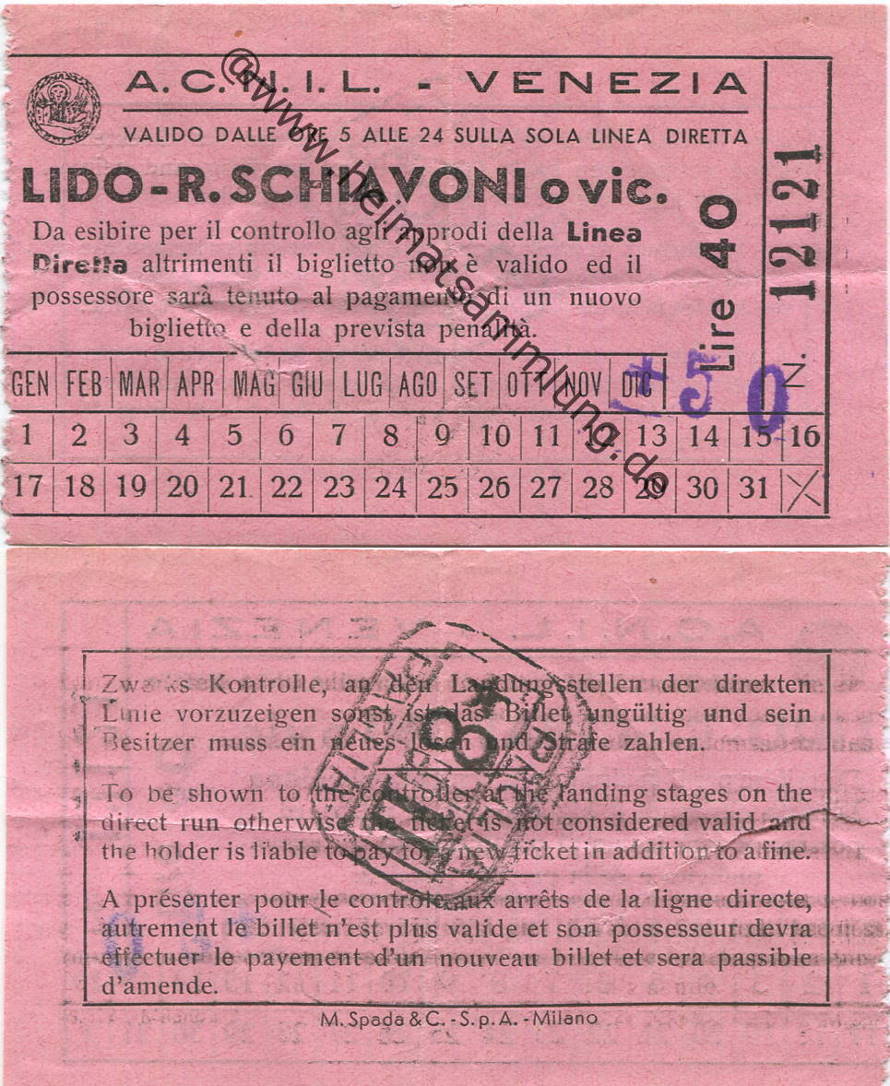 A.C.N.I.L. - VENEZIA
VALIDO DALLE ORE 5 ALLE 24 SULLA SOLA LINEA DIRETTA
LIDO-R. SCHIAVONI o vic.
Da esibire per il controllo agli approdi della Linea
Diretta altrimenti il biglietto non è valido ed il
possessore sarà tenuto al pagamento di un nuovo
biglietto e della prevista penalità.
Lire 40
N. 12121
+5 0
GEN FEB MAR APR MAG GIU LUG AGO SET OTT NOV DIC
1 2 3 4 5 6 7 8 9 10 11 12 13 14 15 16
17 18 19 20 21 22 23 24 25 26 27 28 29 30 31
@www.heimatsammlung.de
Zwecks Kontrolle, an den Landungsstellen der direkten
Linie vorzuzeigen sonst ist das Billet ungültig und sein
Besitzer muss ein neues lösen und Strafe zahlen.
To be shown to the controller at the landing stages on the
direct run otherwise the ticket is not considered valid and
the holder is liable to pay for a new ticket in addition to a fine.
A présenter pour le controle aux arrêts de la ligne directe,
autrement le billet n'est plus valide et son possesseur devra
effectuer le payement d'un nouveau billet et sera passible
d'amende.
M. Spada & C. - S.p.A. - Milano